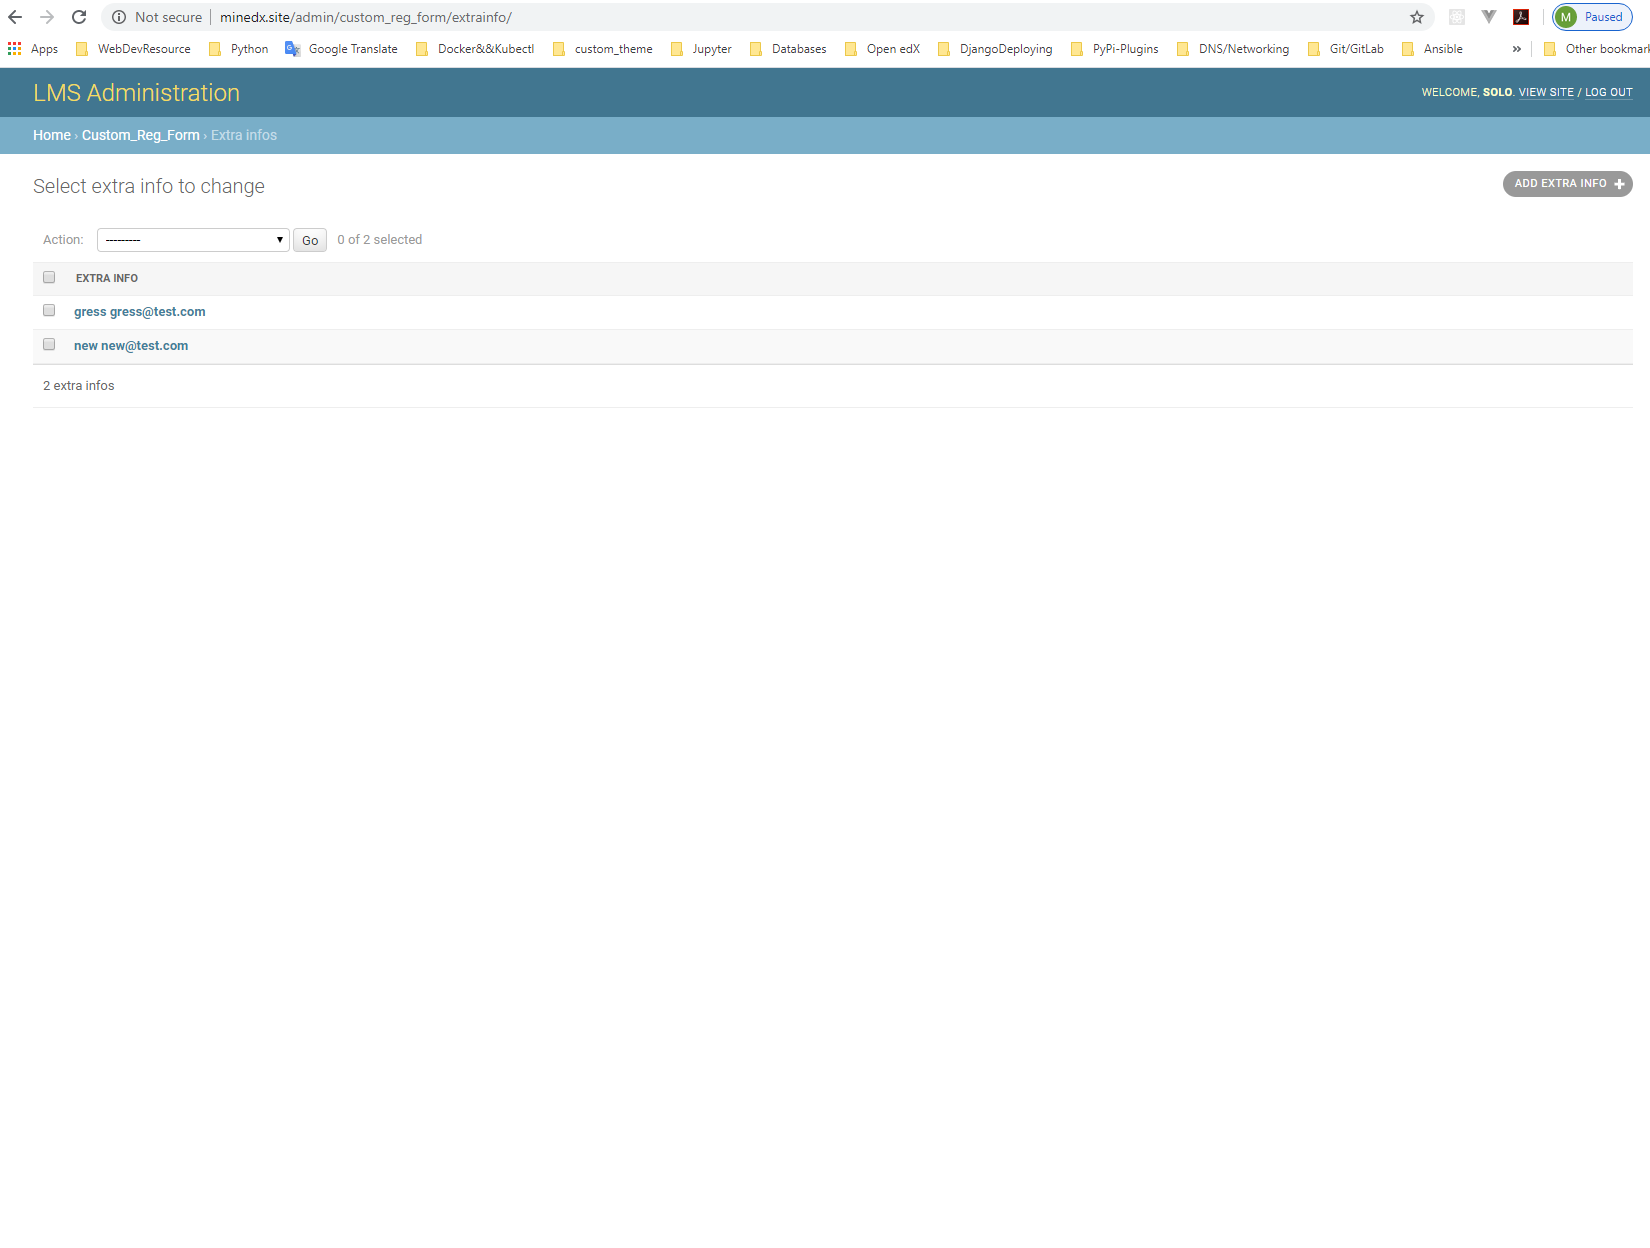 Not secure | minedx.site/admin/custom_reg_form/extrainfo/ M Paused
Apps WebDevResource Python Google Translate Docker&&Kubectl custom_theme Jupyter Databases Open edX DjangoDeploying PyPi-Plugins DNS/Networking Git/GitLab Ansible » Other bookmark
LMS Administration
WELCOME, SOLO. VIEW SITE / LOG OUT
Home › Custom_Reg_Form › Extra infos
Select extra info to change
ADD EXTRA INFO +
Action: --------- Go 0 of 2 selected
EXTRA INFO
gress gress@test.com
new new@test.com
2 extra infos